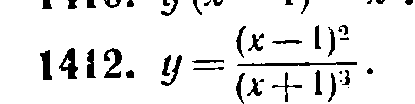 1412. y = (x − 1)² / (x + 1)³ .